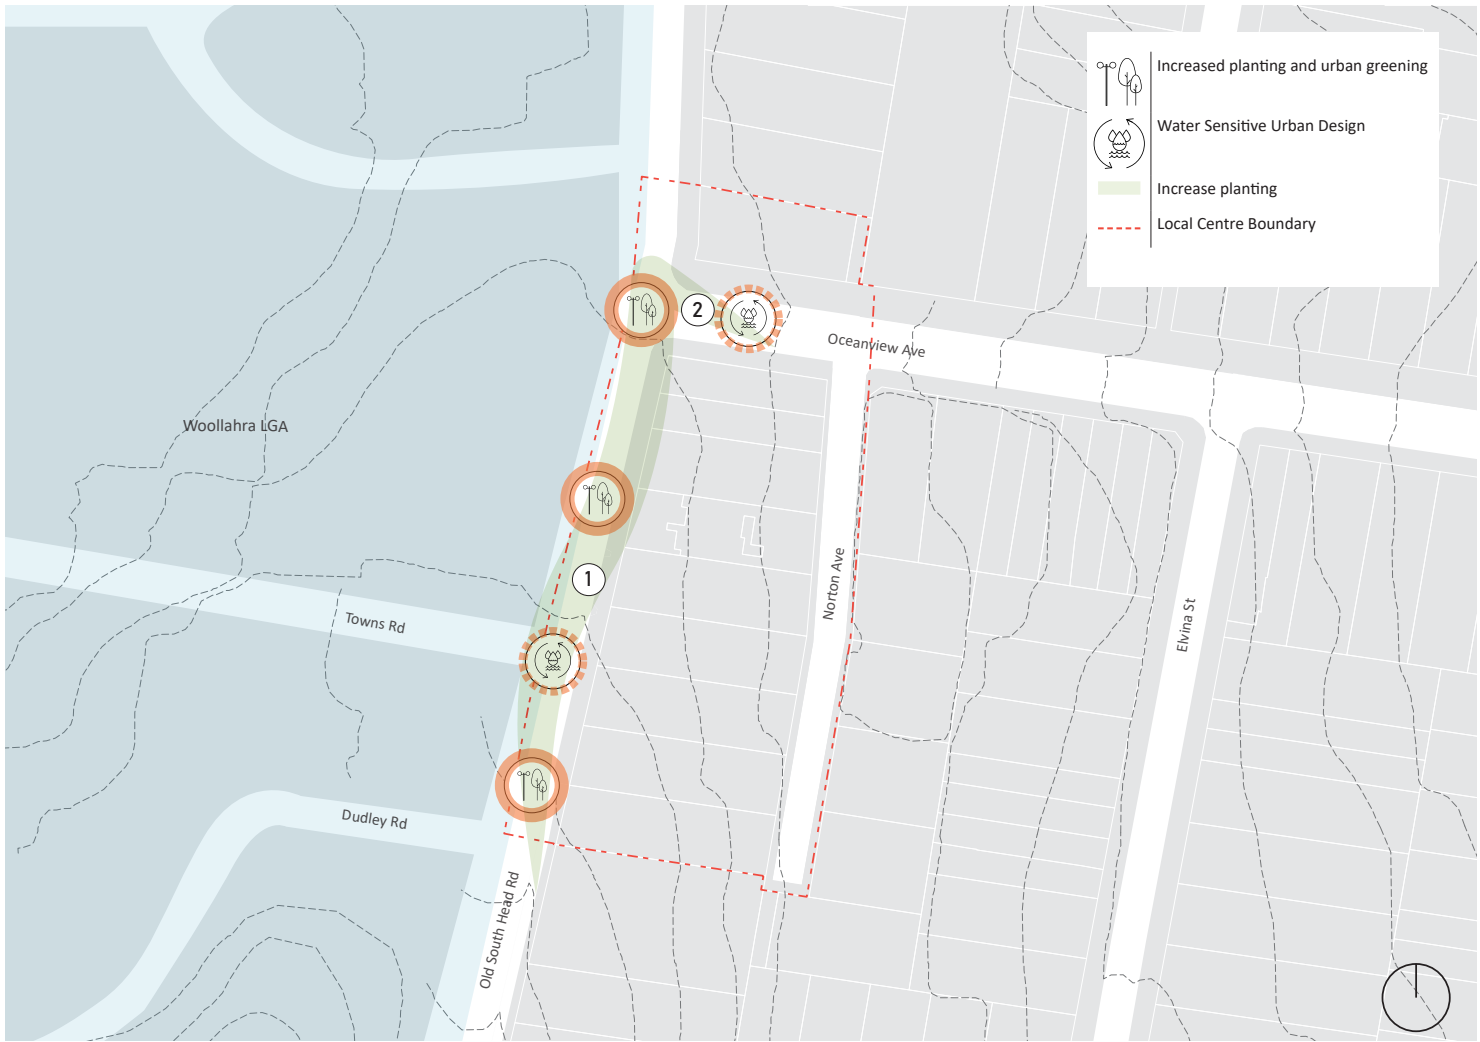 Increased planting and urban greening
Water Sensitive Urban Design
Increase planting
Local Centre Boundary
2
Oceanview Ave
Woollahra LGA
1
Norton Ave
Elvina St
Towns Rd
Dudley Rd
Old South Head Rd